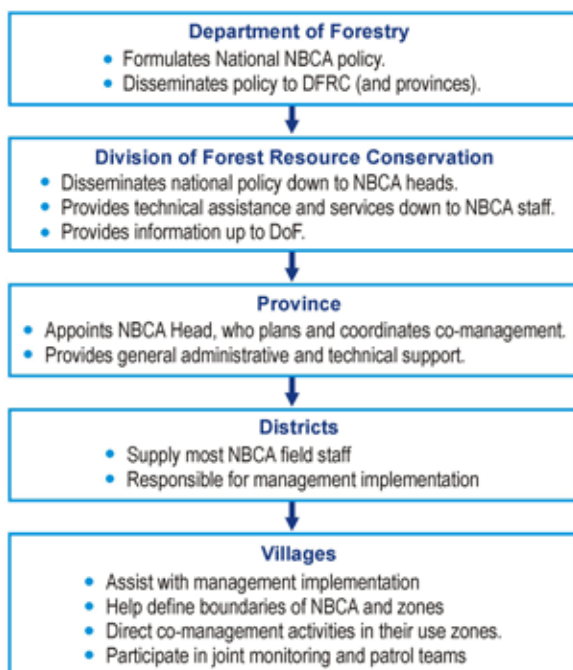 Department of Forestry
• Formulates National NBCA policy.
• Disseminates policy to DFRC (and provinces).
Division of Forest Resource Conservation
• Disseminates national policy down to NBCA heads.
• Provides technical assistance and services down to NBCA staff.
• Provides information up to DoF.
Province
• Appoints NBCA Head, who plans and coordinates co-management.
• Provides general administrative and technical support.
Districts
• Supply most NBCA field staff
• Responsible for management implementation
Villages
• Assist with management implementation
• Help define boundaries of NBCA and zones
• Direct co-management activities in their use zones.
• Participate in joint monitoring and patrol teams